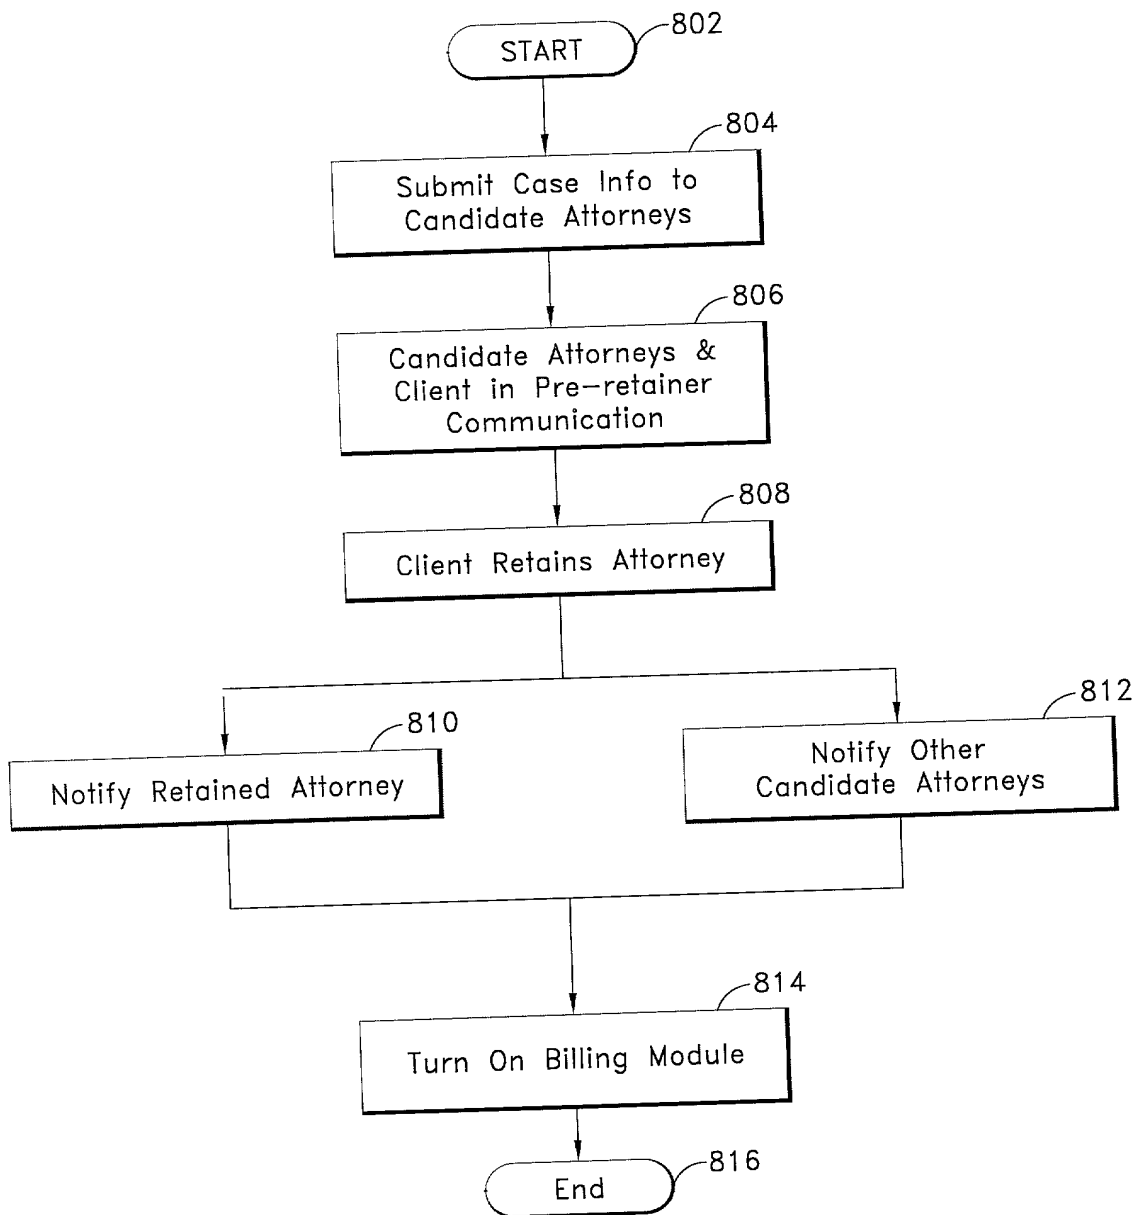 START
802
804
Submit Case Info to
Candidate Attorneys
806
Candidate Attorneys &
Client in Pre-retainer
Communication
808
Client Retains Attorney
810
Notify Retained Attorney
812
Notify Other
Candidate Attorneys
814
Turn On Billing Module
816
End